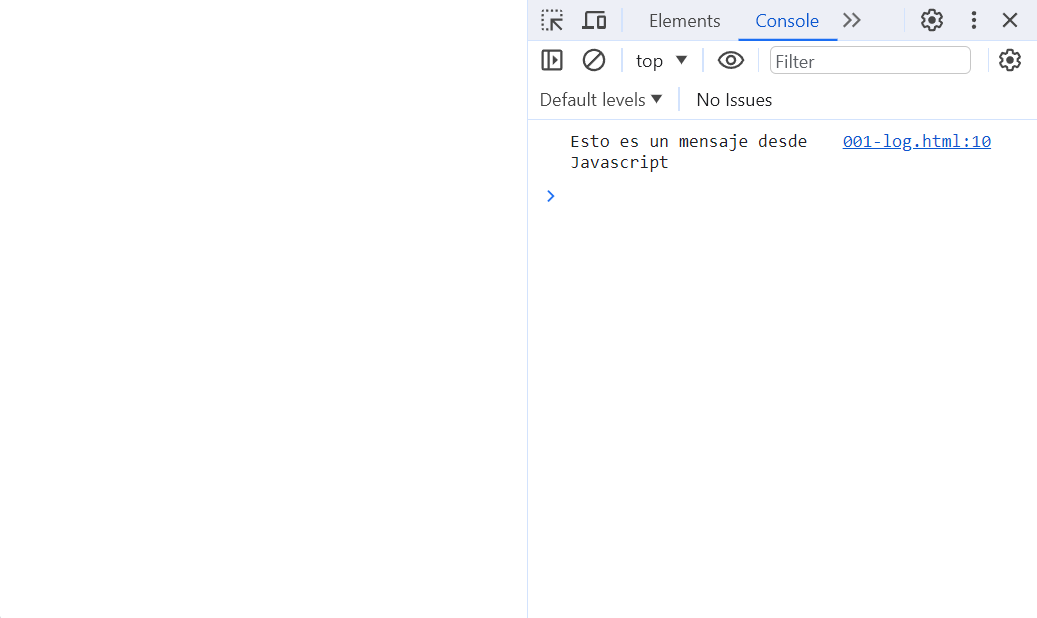 Elements Console
top Filter
Default levels No Issues
Esto es un mensaje desde 001-log.html:10
Javascript